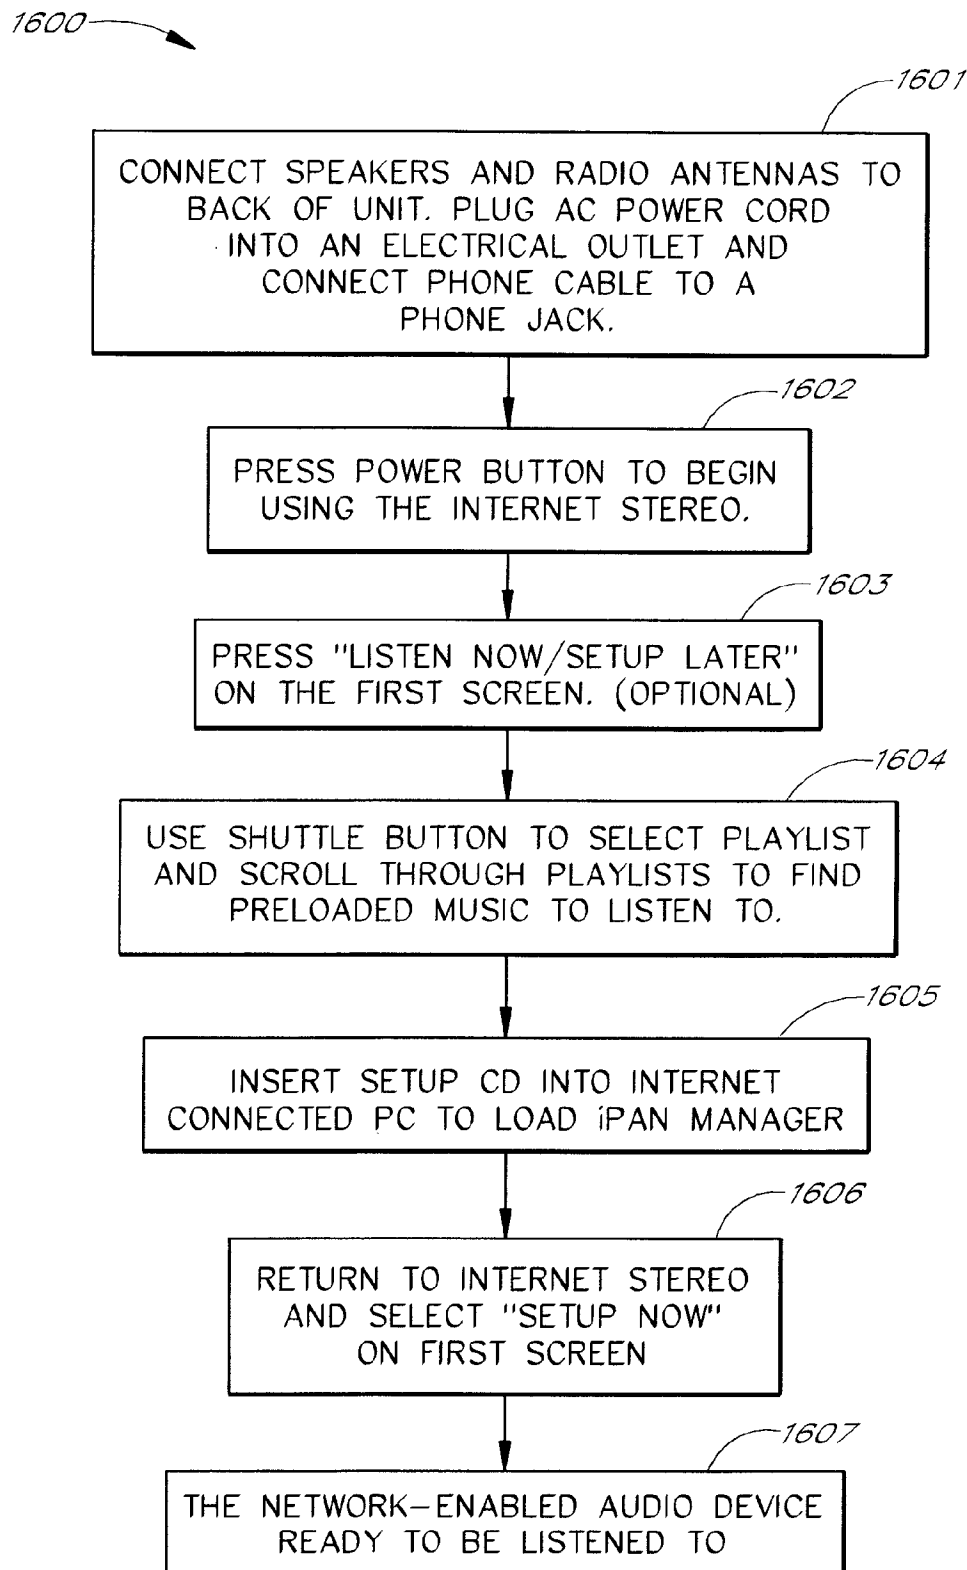 1600
1601
CONNECT SPEAKERS AND RADIO ANTENNAS TO
BACK OF UNIT. PLUG AC POWER CORD
INTO AN ELECTRICAL OUTLET AND
CONNECT PHONE CABLE TO A
PHONE JACK.
1602
PRESS POWER BUTTON TO BEGIN
USING THE INTERNET STEREO.
1603
PRESS "LISTEN NOW/SETUP LATER"
ON THE FIRST SCREEN. (OPTIONAL)
1604
USE SHUTTLE BUTTON TO SELECT PLAYLIST
AND SCROLL THROUGH PLAYLISTS TO FIND
PRELOADED MUSIC TO LISTEN TO.
1605
INSERT SETUP CD INTO INTERNET
CONNECTED PC TO LOAD iPAN MANAGER
1606
RETURN TO INTERNET STEREO
AND SELECT "SETUP NOW"
ON FIRST SCREEN
1607
THE NETWORK-ENABLED AUDIO DEVICE
READY TO BE LISTENED TO